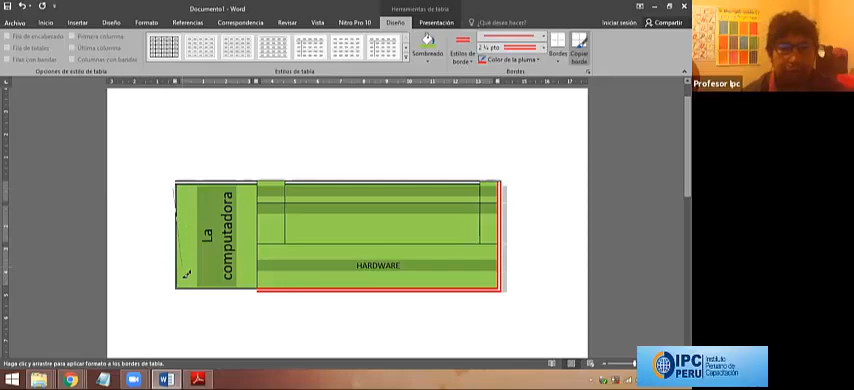 Documento1 - Word
Herramientas de tabla
Archivo Inicio Insertar Diseño Formato Referencias Correspondencia Revisar Vista Nitro Pro 10 Diseño Presentación ¿Qué desea hacer? Iniciar sesión Compartir
Fila de encabezado Primera columna
Fila de totales Última columna
Filas con bandas Columnas con bandas
Sombreado
Estilos de borde
2 ¼ pto
Color de la pluma
Bordes
Copiar borde
Opciones de estilo de tabla Estilos de tabla Bordes
Profesor Ipc
La
computadora
HARDWARE
Haga clic y arrastre para aplicar formato a los bordes de tabla.
IPC
PERU
Instituto
Peruano de
Capacitación